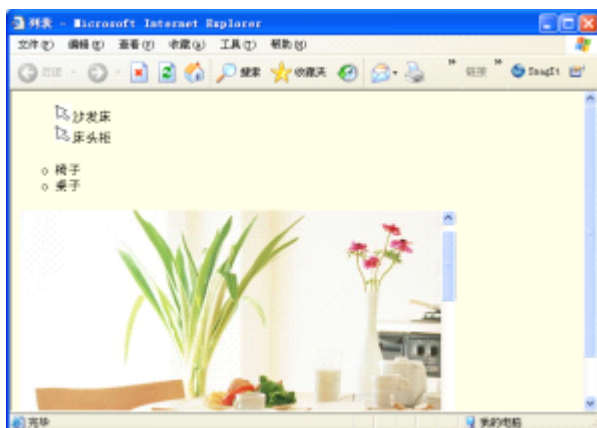 列表 - Microsoft Internet Explorer
文件(F) 编辑(E) 查看(V) 收藏(A) 工具(T) 帮助(H)
后退 搜索 收藏夹 链接 SnagIt
沙发床
床头柜
椅子
桌子
完毕 我的电脑